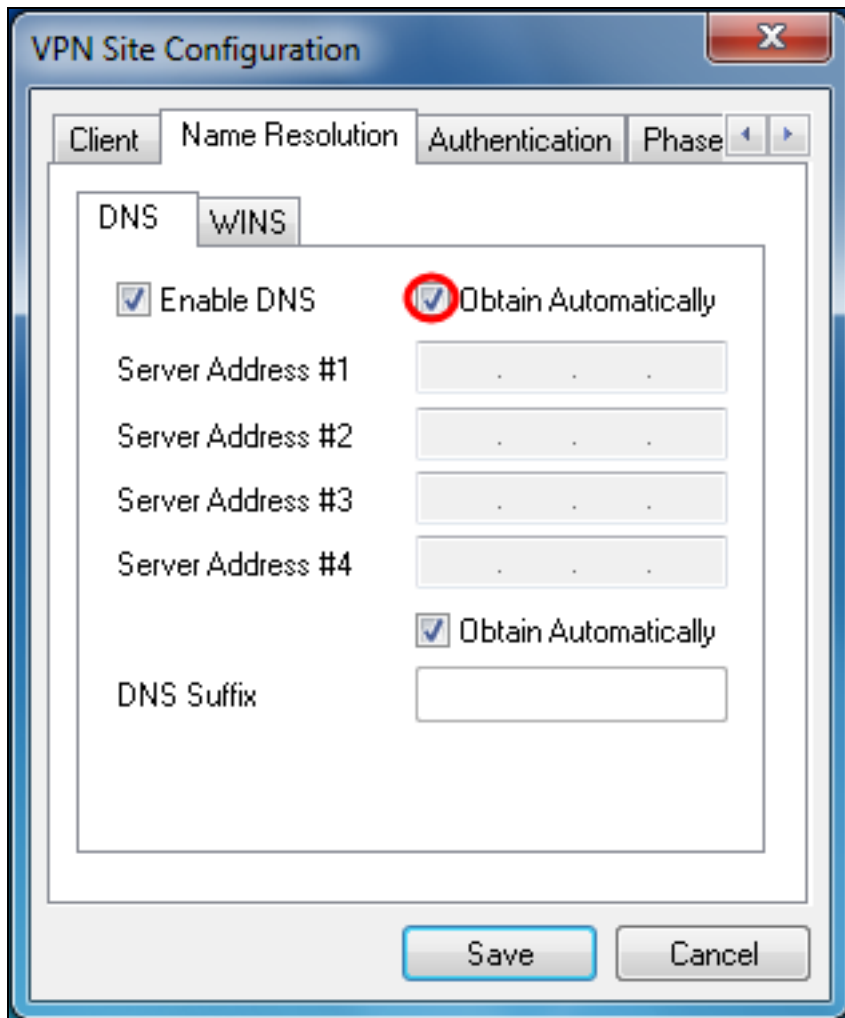 VPN Site Configuration
Client Name Resolution Authentication Phase
DNS WINS
Enable DNS Obtain Automatically
Server Address #1 . . .
Server Address #2 . . .
Server Address #3 . . .
Server Address #4 . . .
Obtain Automatically
DNS Suffix
Save Cancel